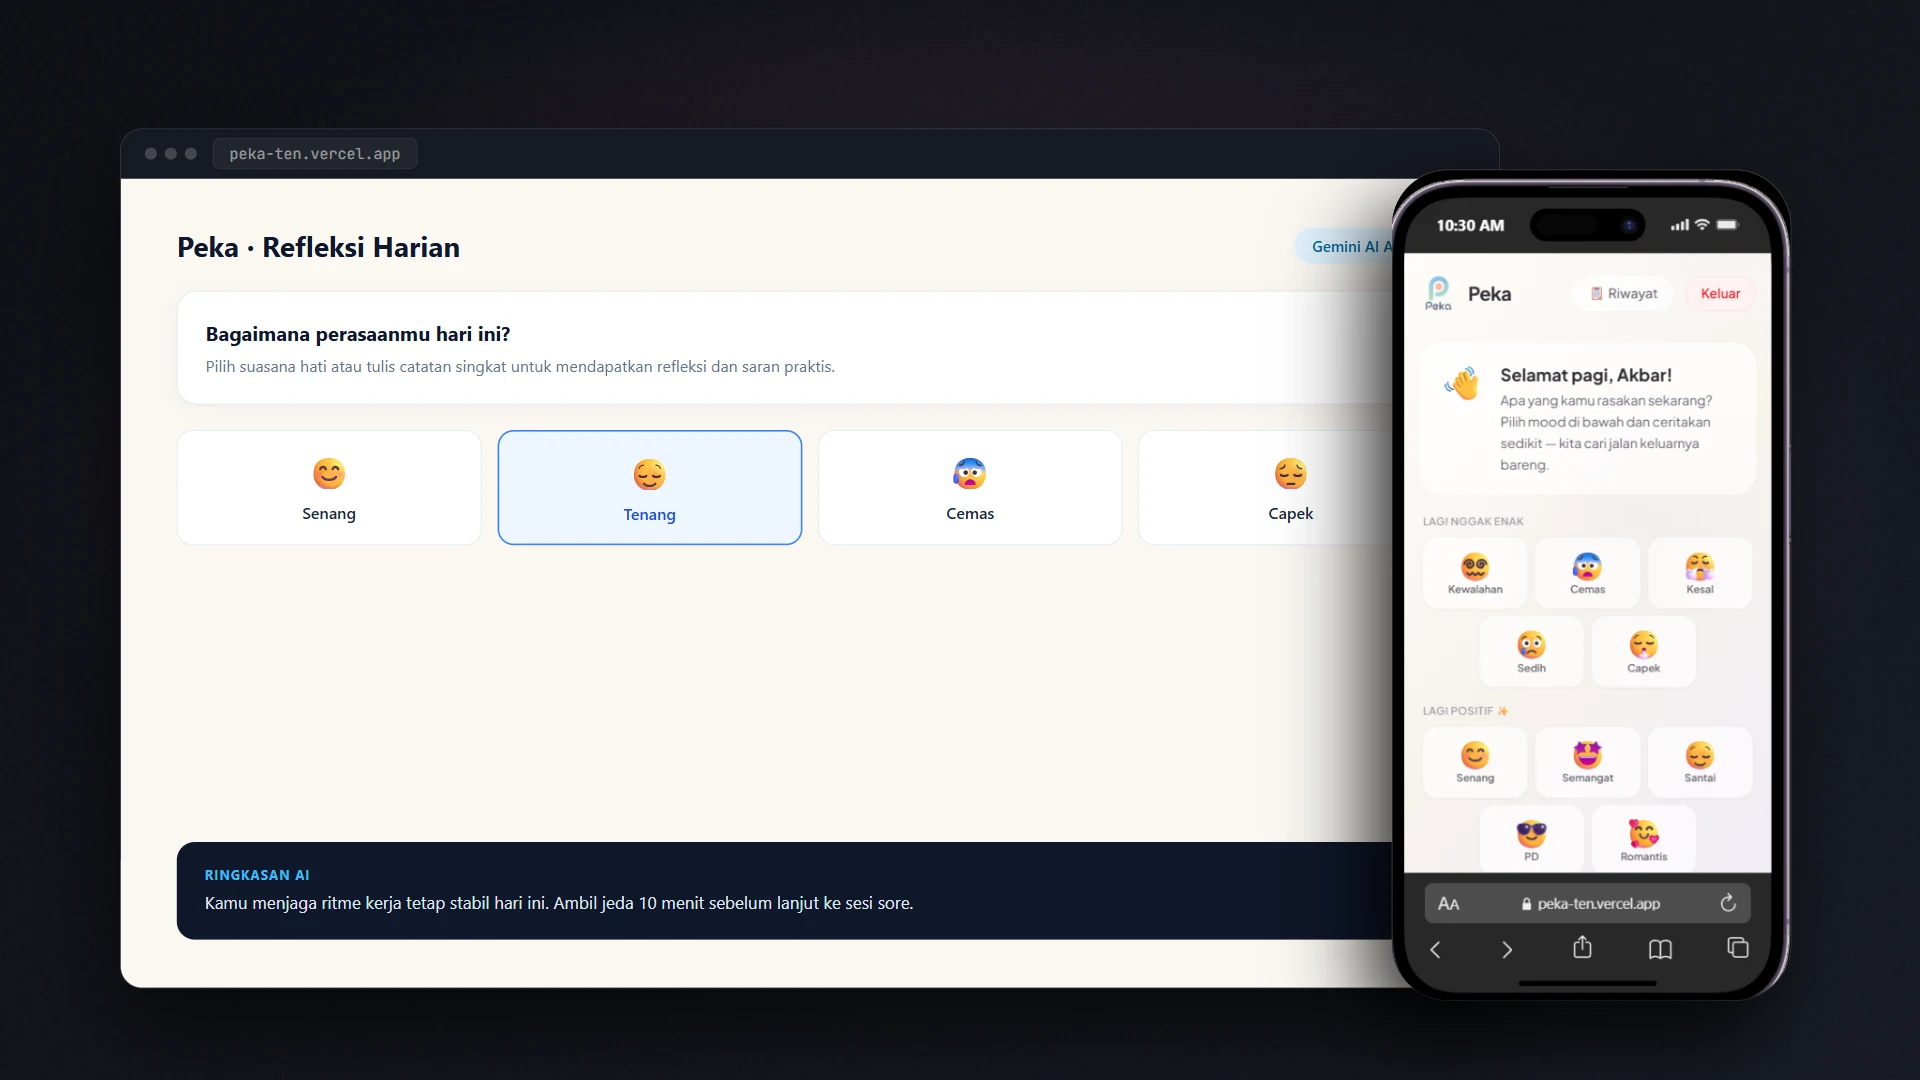 peka-ten.vercel.app
Peka · Refleksi Harian
Gemini AI A
Bagaimana perasaanmu hari ini?
Pilih suasana hati atau tulis catatan singkat untuk mendapatkan refleksi dan saran praktis.
Senang
Tenang
Cemas
Capek
RINGKASAN AI
Kamu menjaga ritme kerja tetap stabil hari ini. Ambil jeda 10 menit sebelum lanjut ke sesi sore.
10:30 AM
Peka
Peka
Riwayat
Keluar
Selamat pagi, Akbar!
Apa yang kamu rasakan sekarang?
Pilih mood di bawah dan ceritakan
sedikit — kita cari jalan keluarnya
bareng.
LAGI NGGAK ENAK
Kewalahan
Cemas
Kesal
Sedih
Capek
LAGI POSITIF ✨
Senang
Semangat
Santai
PD
Romantis
AA
peka-ten.vercel.app